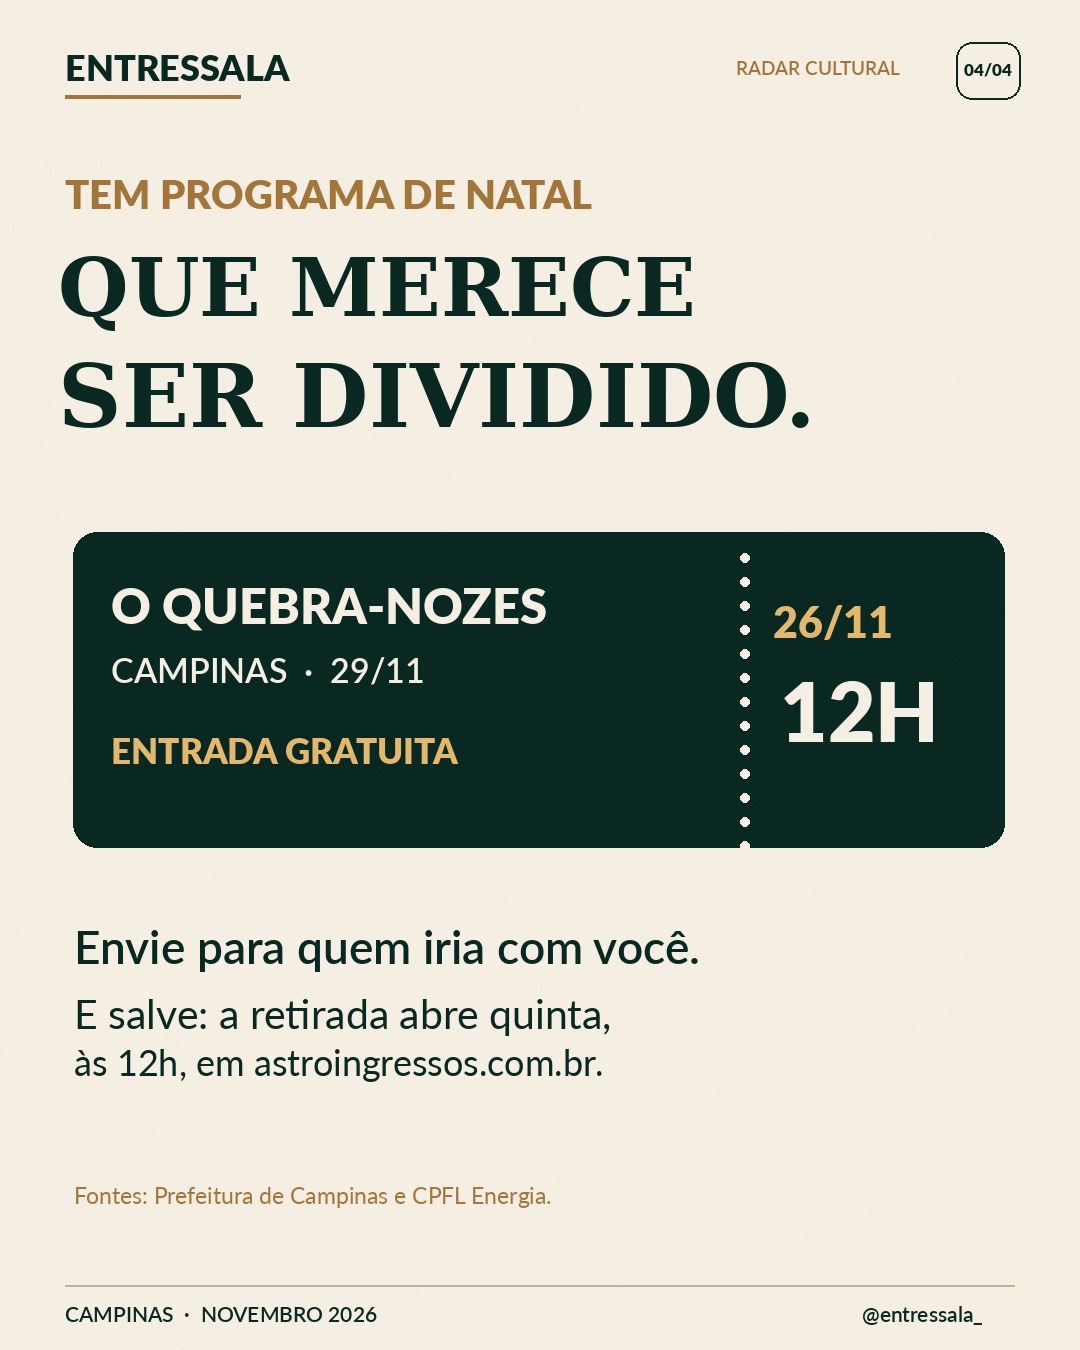 ENTRESSALA
RADAR CULTURAL
04/04
TEM PROGRAMA DE NATAL
QUE MERECE
SER DIVIDIDO.
O QUEBRA-NOZES
CAMPINAS · 29/11
ENTRADA GRATUITA
26/11
12H
Envie para quem iria com você.
E salve: a retirada abre quinta,
às 12h, em astroingressos.com.br.
Fontes: Prefeitura de Campinas e CPFL Energia.
CAMPINAS · NOVEMBRO 2026
@entressala_